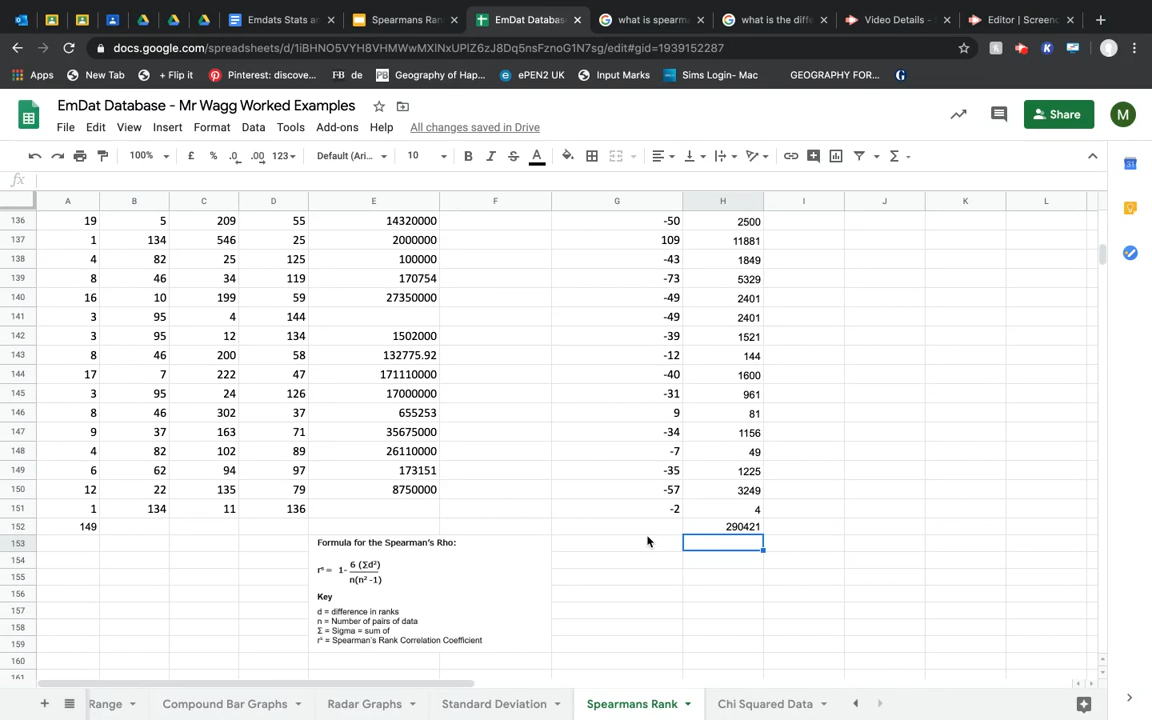 Emdats Stats an
Spearmans Ran
EmDat Databas
what is spearm
what is the diffe
Video Details -
Editor | Screenc
docs.google.com/spreadsheets/d/1iBHNO5VYH8VHMWwMXlNxUPIZ6zJ8Dq5nsFznoG1N7sg/edit#gid=1939152287
Apps New Tab + Flip it Pinterest: discove... de Geography of Hap... ePEN2 UK Input Marks Sims Login- Mac GEOGRAPHY FOR...
EmDat Database - Mr Wagg Worked Examples
Share M
File Edit View Insert Format Data Tools Add-ons Help All changes saved in Drive
100% £ % .0 .00 123 Default (Ari... 10 B I S A
fx
A B C D E F G H I J K L
136 19 5 209 55 14320000 -50 2500
137 1 134 546 25 2000000 109 11881
138 4 82 25 125 100000 -43 1849
139 8 46 34 119 170754 -73 5329
140 16 10 199 59 27350000 -49 2401
141 3 95 4 144 -49 2401
142 3 95 12 134 1502000 -39 1521
143 8 46 200 58 132775.92 -12 144
144 17 7 222 47 171110000 -40 1600
145 3 95 24 126 17000000 -31 961
146 8 46 302 37 655253 9 81
147 9 37 163 71 35675000 -34 1156
148 4 82 102 89 26110000 -7 49
149 6 62 94 97 173151 -35 1225
150 12 22 135 79 8750000 -57 3249
151 1 134 11 136 -2 4
152 149 290421
153
154
155
156
157
158
159
160
161
Formula for the Spearman's Rho:
rˢ = 1- 6 (Σd²)
n(n² -1)
Key
d = difference in ranks
n = Number of pairs of data
Σ = Sigma = sum of
rˢ = Spearman's Rank Correlation Coefficient
Range Compound Bar Graphs Radar Graphs Standard Deviation Spearmans Rank Chi Squared Data